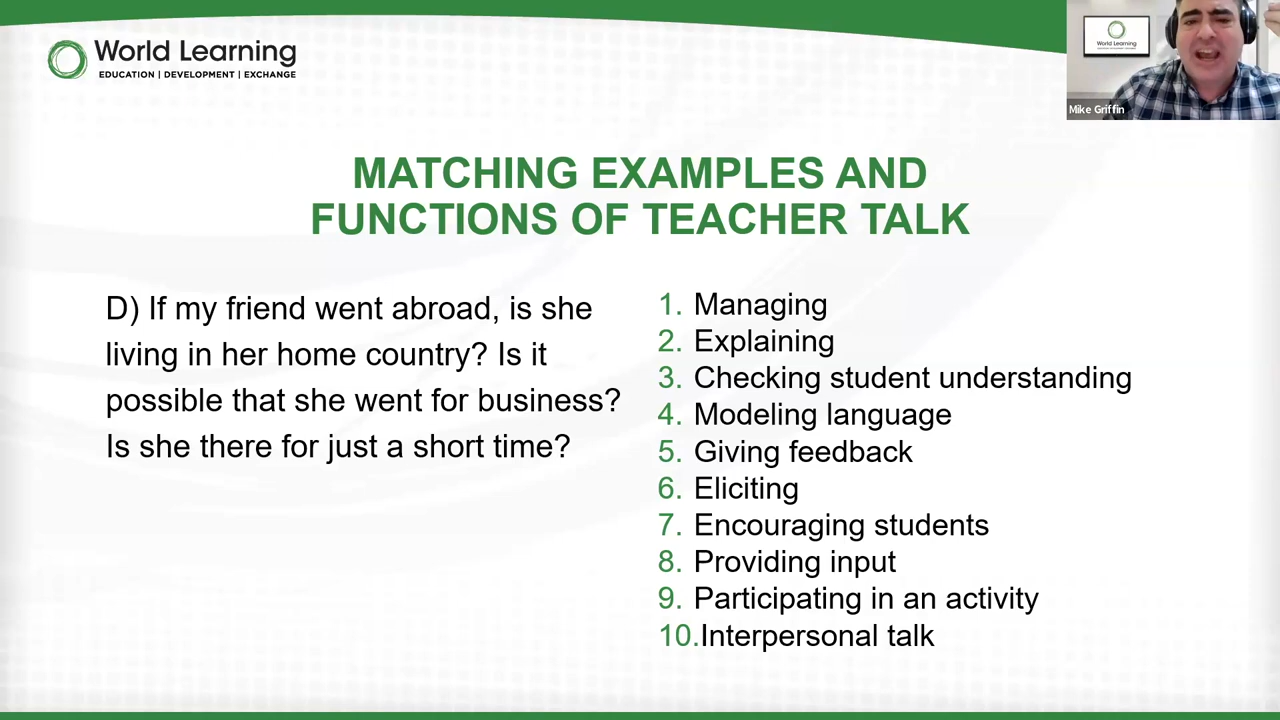 World Learning
EDUCATION | DEVELOPMENT | EXCHANGE
World Learning
Mike Griffin
MATCHING EXAMPLES AND
FUNCTIONS OF TEACHER TALK
D) If my friend went abroad, is she
living in her home country? Is it
possible that she went for business?
Is she there for just a short time?
1. Managing
2. Explaining
3. Checking student understanding
4. Modeling language
5. Giving feedback
6. Eliciting
7. Encouraging students
8. Providing input
9. Participating in an activity
10.Interpersonal talk